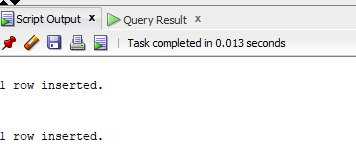 Script Output x Query Result x
Task completed in 0.013 seconds
1 row inserted.
1 row inserted.